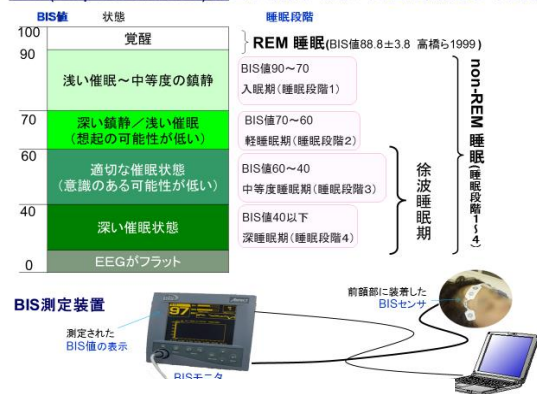 BIS値 状態 睡眠段階
100
覚醒
REM 睡眠(BIS値88.8±3.8 高橋ら1999)
90
浅い催眠～中等度の鎮静
BIS値90～70
入眠期(睡眠段階1)
70
深い鎮静/浅い催眠
(想起の可能性が低い)
BIS値70～60
軽睡眠期(睡眠段階2)
60
適切な催眠状態
(意識のある可能性が低い)
BIS値60～40
中等度睡眠期(睡眠段階3)
40
深い催眠状態
BIS値40以下
深睡眠期(睡眠段階4)
EEGがフラット
0
徐波睡眠期
non-REM 睡眠(睡眠段階1～4)
BIS測定装置
測定された
BIS値の表示
97
BISモニタ
前額部に装着した
BISセンサ